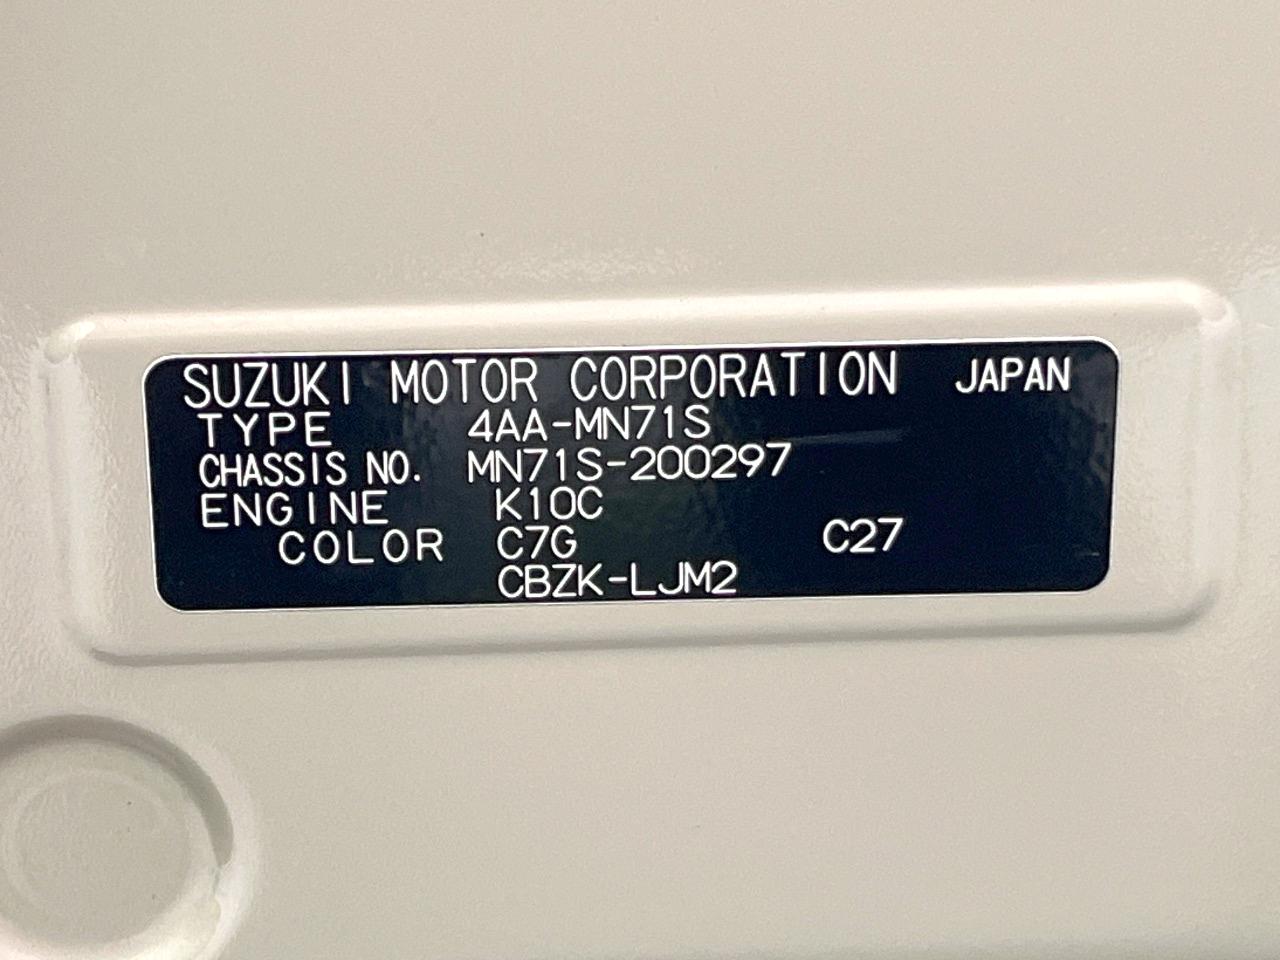 SUZUKI MOTOR CORPORATION JAPAN
TYPE 4AA-MN71S
CHASSIS NO. MN71S-200297
ENGINE K10C
COLOR C7G C27
CBZK-LJM2